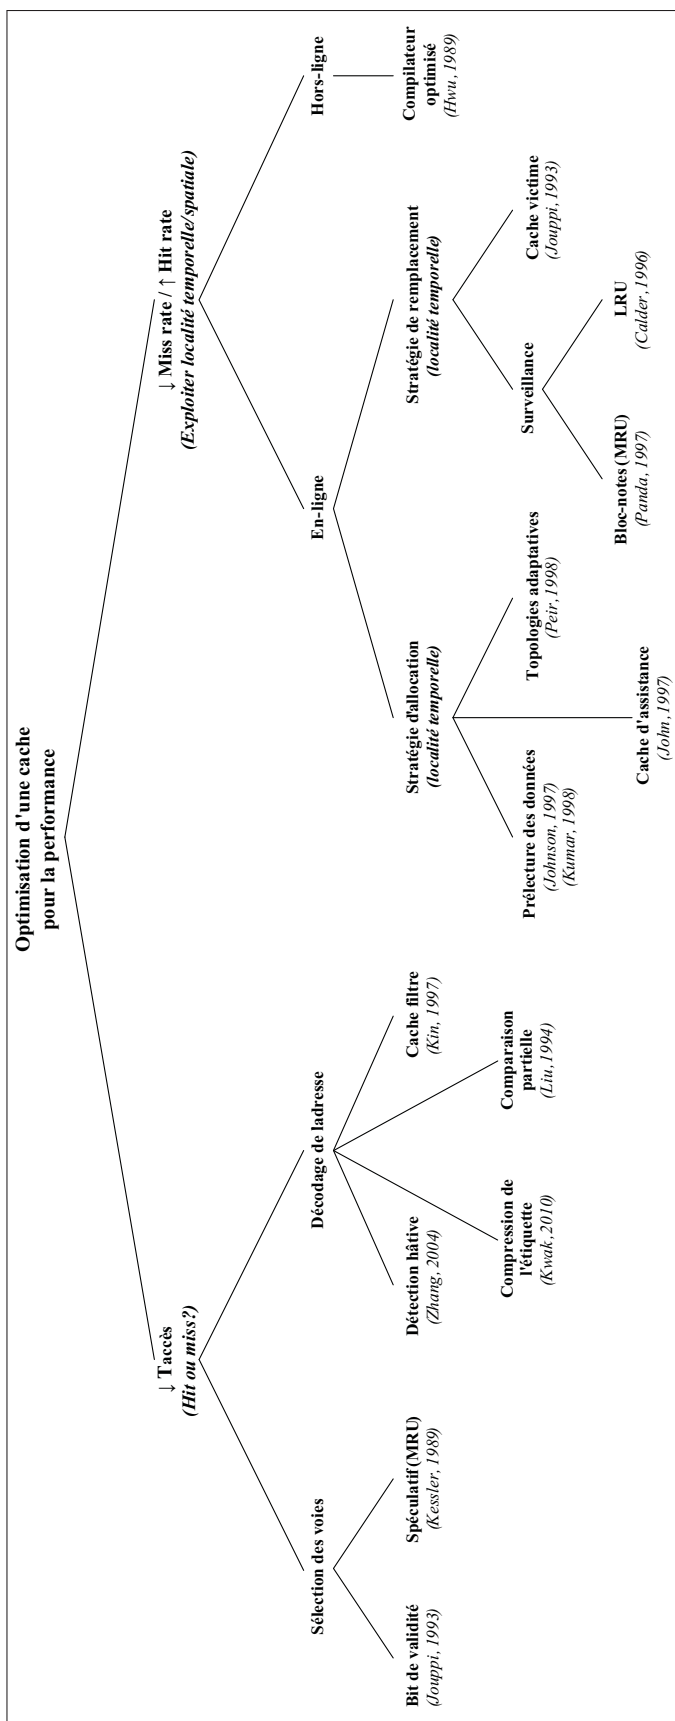 Optimisation d'une cache
pour la performance
↓ Taccès
(Hit ou miss?)
↓ Miss rate / ↑ Hit rate
(Exploiter localité temporelle/spatiale)
Sélection des voies
Décodage de ladresse
En-ligne
Hors-ligne
Bit de validité
(Jouppi, 1993)
Spéculatif (MRU)
(Kessler, 1989)
Détection hâtive
(Zhang, 2004)
Cache filtre
(Kin, 1997)
Compression de
l'étiquette
(Kwak, 2010)
Comparaison
partielle
(Liu, 1994)
Stratégie d'allocation
(localité temporelle)
Stratégie de remplacement
(localité temporelle)
Compilateur
optimisé
(Hwu, 1989)
Prélecture des données
(Johnson, 1997)
(Kumar, 1998)
Topologies adaptatives
(Peir, 1998)
Surveillance
Cache victime
(Jouppi, 1993)
Cache d'assistance
(John, 1997)
Bloc-notes (MRU)
(Panda, 1997)
LRU
(Calder, 1996)